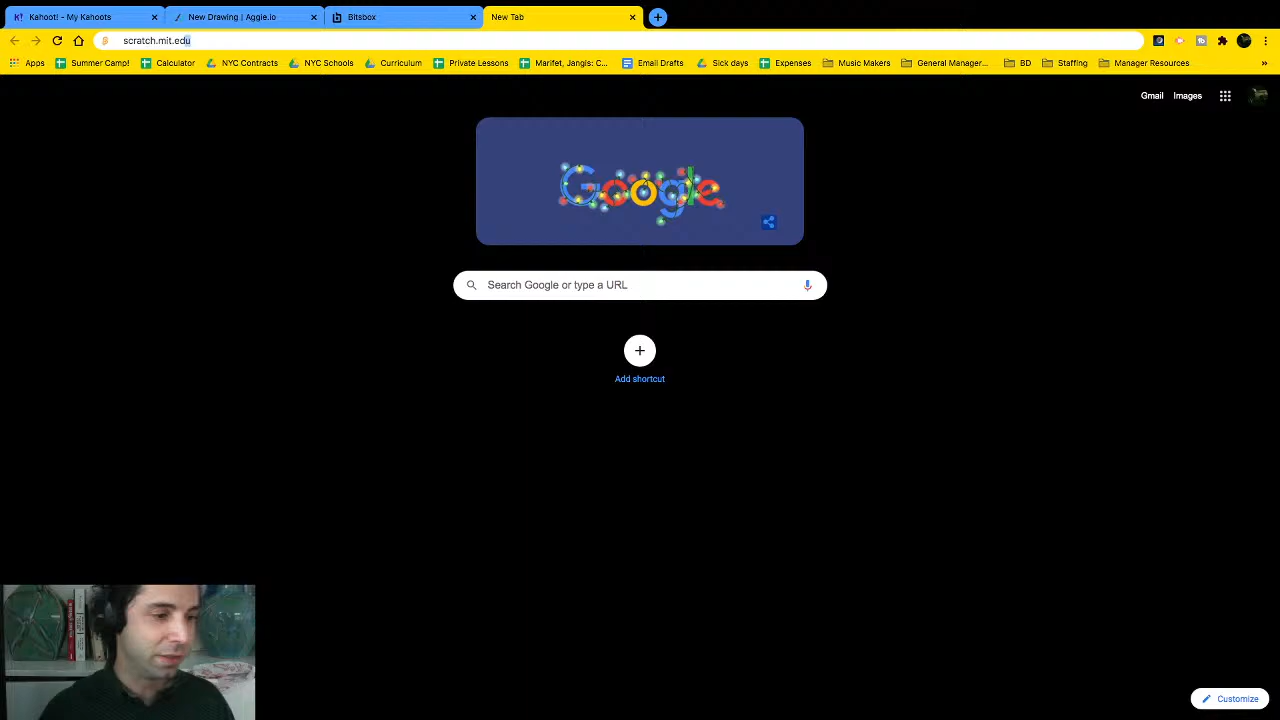 Kahoot! - My Kahoots New Drawing | Aggie.io Bitsbox New Tab
scratch.mit.edu
Apps Summer Camp! Calculator NYC Contracts NYC Schools Curriculum Private Lessons Marifet, Jangis: C... Email Drafts Sick days Expenses Music Makers General Manager... BD Staffing Manager Resources »
Gmail Images
Google
Search Google or type a URL
Add shortcut
Customize